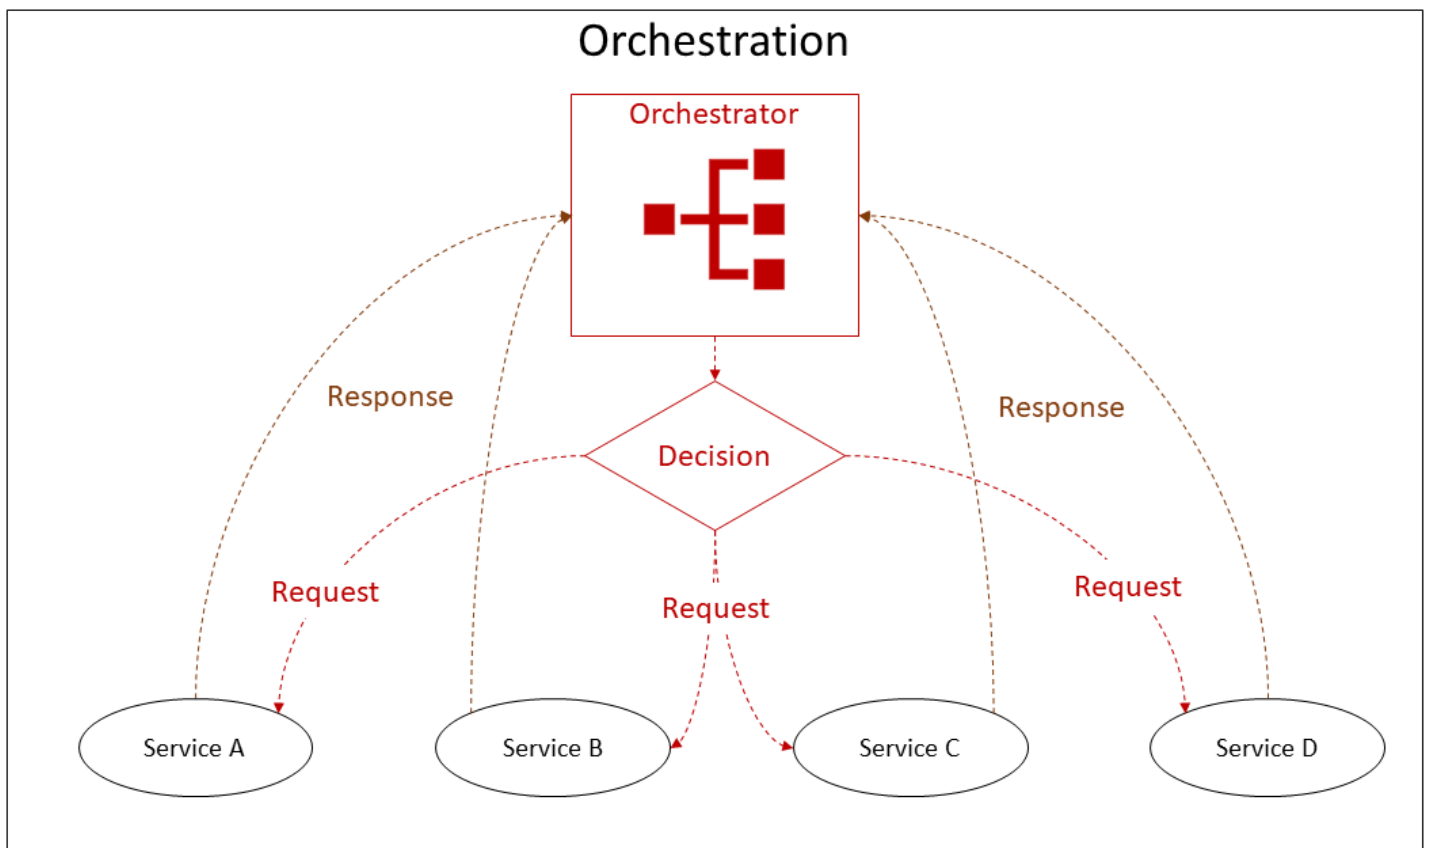 Orchestration
Orchestrator
Response
Response
Decision
Request
Request
Request
Service A
Service B
Service C
Service D